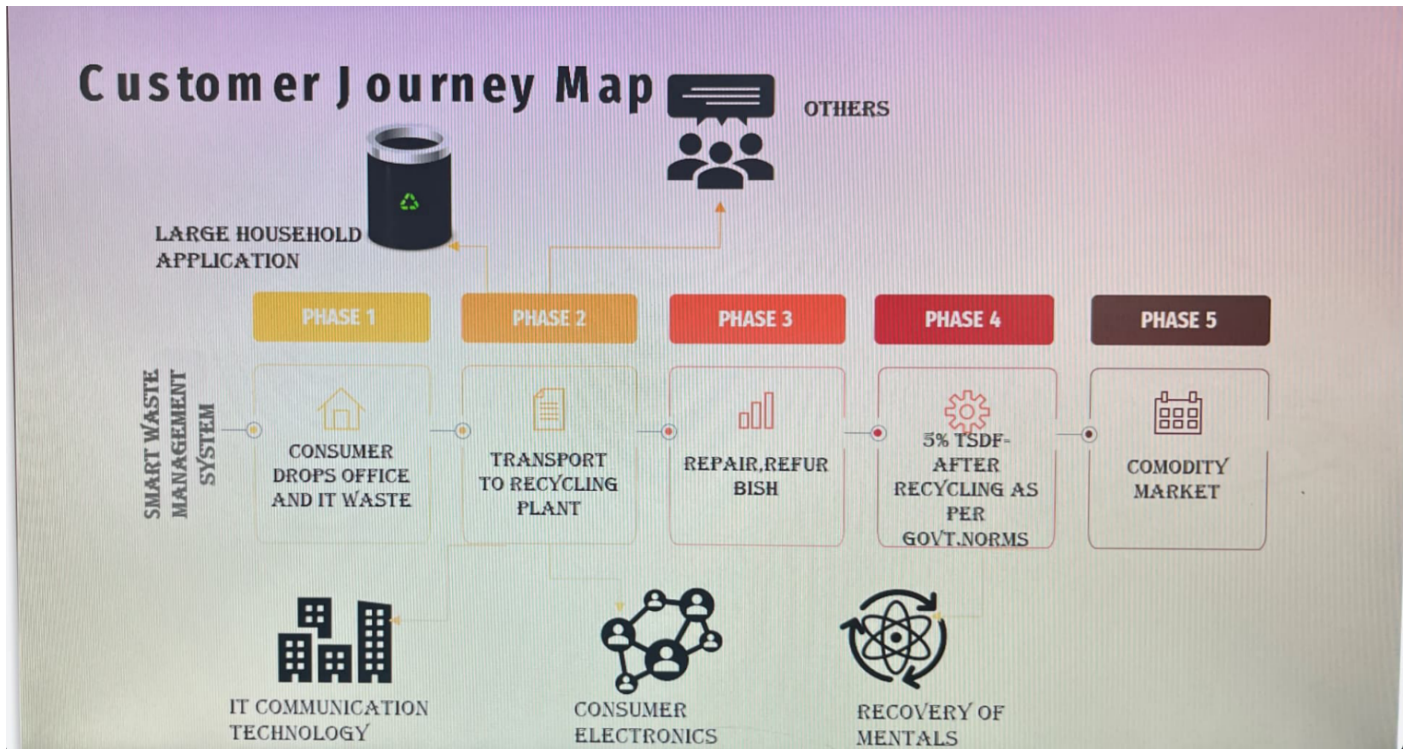 Customer Journey Map
OTHERS
LARGE HOUSEHOLD
APPLICATION
PHASE 1
PHASE 2
PHASE 3
PHASE 4
PHASE 5
SMART WASTE
MANAGEMENT
SYSTEM
CONSUMER
DROPS OFFICE
AND IT WASTE
TRANSPORT
TO RECYCLING
PLANT
REPAIR,REFUR
BISH
5% TSDF-
AFTER
RECYCLING AS
PER
GOVT.NORMS
COMODITY
MARKET
IT COMMUNICATION
TECHNOLOGY
CONSUMER
ELECTRONICS
RECOVERY OF
MENTALS